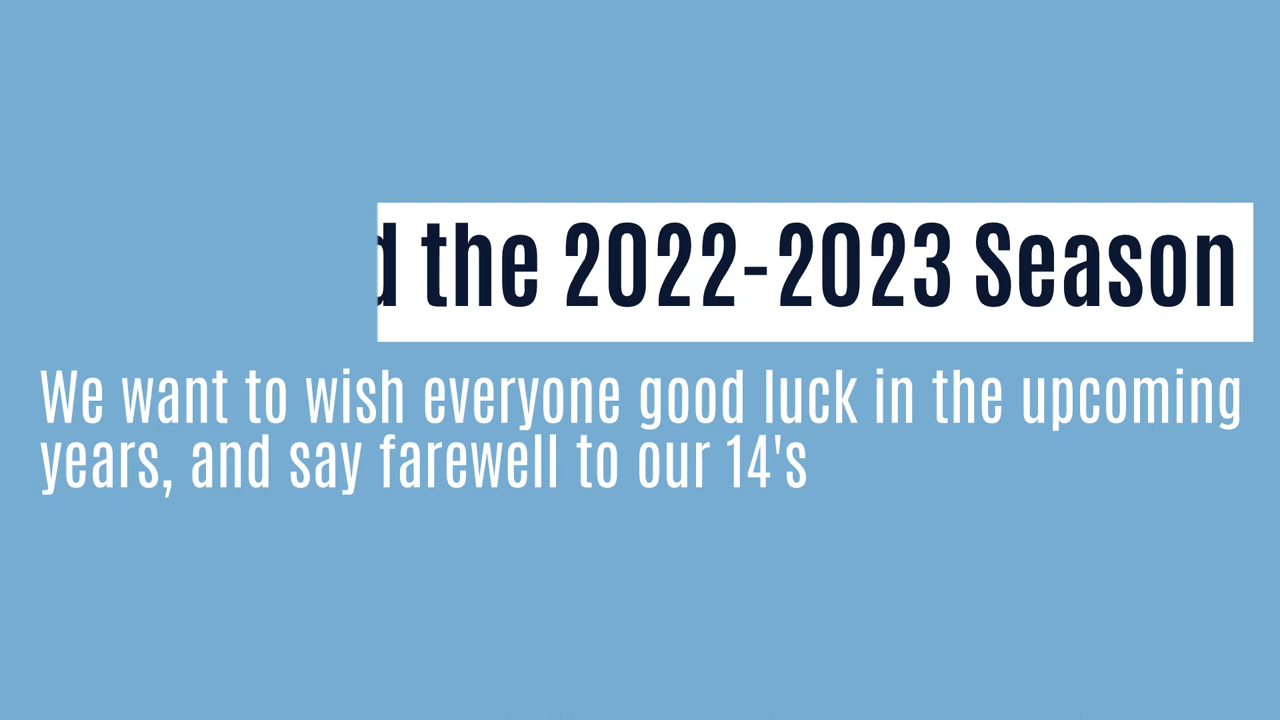 the 2022-2023 Season
We want to wish everyone good luck in the upcoming
years, and say farewell to our 14's